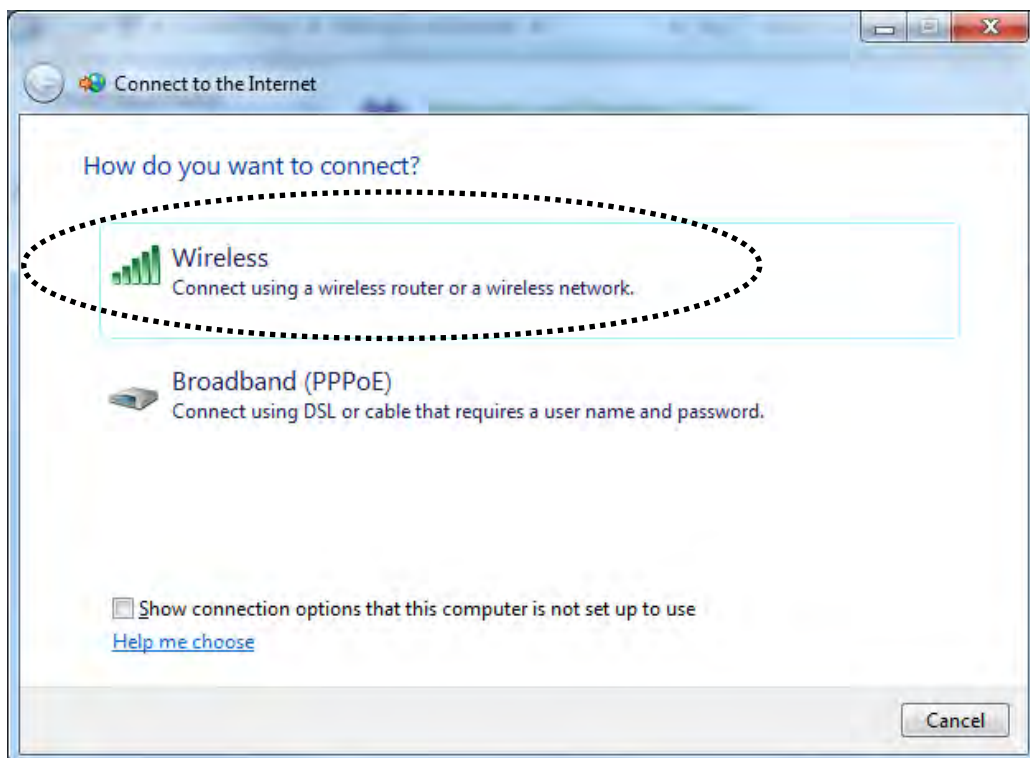 Connect to the Internet
How do you want to connect?
Wireless
Connect using a wireless router or a wireless network.
Broadband (PPPoE)
Connect using DSL or cable that requires a user name and password.
Show connection options that this computer is not set up to use
Help me choose
Cancel